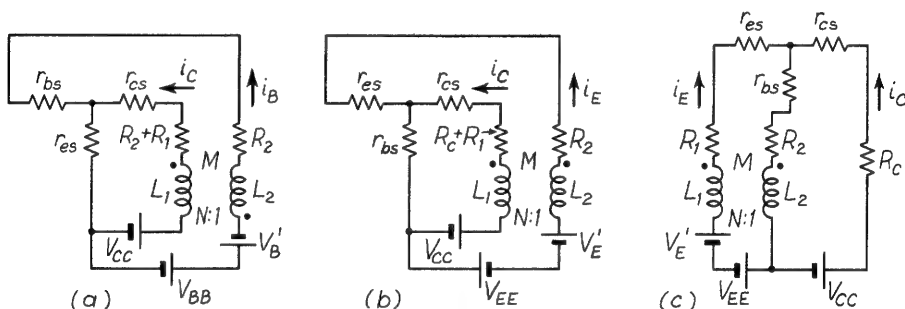 r_bs r_cs i_C i_B
r_es R_2+R_1 M R_2
L_1 L_2
N:1
V_CC V_B'
V_BB
(a)
r_es r_cs i_C i_E
r_bs R_c+R_1 M R_2
L_1 L_2
N:1
V_CC V_E'
V_EE
(b)
r_es r_cs
i_E r_bs i_C
R_1 M R_2 R_C
L_1 L_2
N:1
V_E'
V_EE V_CC
(c)